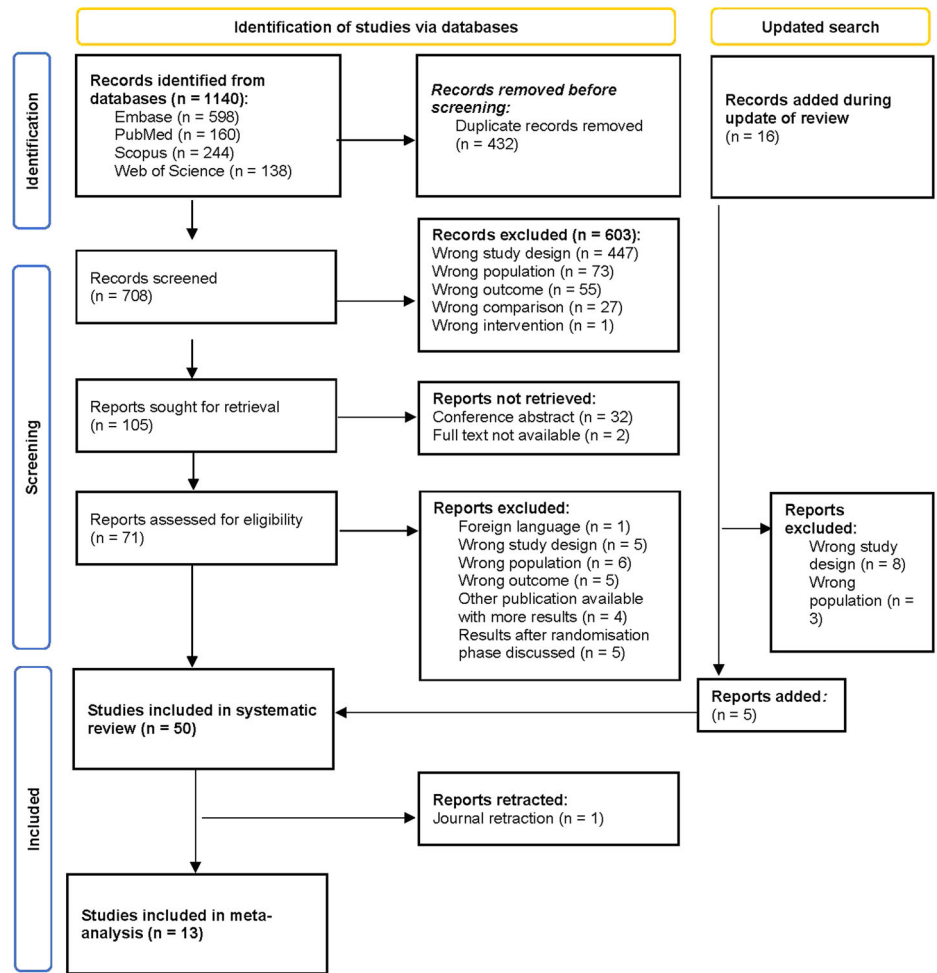 Identification of studies via databases
Updated search
Identification
Records identified from
databases (n = 1140):
Embase (n = 598)
PubMed (n = 160)
Scopus (n = 244)
Web of Science (n = 138)
Records removed before
screening:
Duplicate records removed
(n = 432)
Records added during
update of review
(n = 16)
Screening
Records screened
(n = 708)
Records excluded (n = 603):
Wrong study design (n = 447)
Wrong population (n = 73)
Wrong outcome (n = 55)
Wrong comparison (n = 27)
Wrong intervention (n = 1)
Reports sought for retrieval
(n = 105)
Reports not retrieved:
Conference abstract (n = 32)
Full text not available (n = 2)
Reports assessed for eligibility
(n = 71)
Reports excluded:
Foreign language (n = 1)
Wrong study design (n = 5)
Wrong population (n = 6)
Wrong outcome (n = 5)
Other publication available
with more results (n = 4)
Results after randomisation
phase discussed (n = 5)
Reports
excluded:
Wrong study
design (n = 8)
Wrong
population (n =
3)
Included
Studies included in systematic
review (n = 50)
Reports added:
(n = 5)
Reports retracted:
Journal retraction (n = 1)
Studies included in meta-
analysis (n = 13)